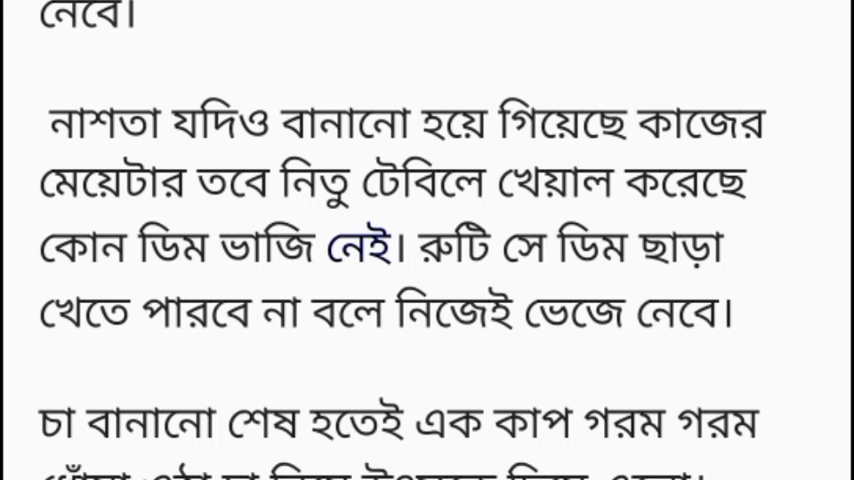 নেবে।
নাশতা যদিও বানানো হয়ে গিয়েছে কাজের
মেয়েটার তবে নিতু টেবিলে খেয়াল করেছে
কোন ডিম ভাজি নেই। রুটি সে ডিম ছাড়া
খেতে পারবে না বলে নিজেই ভেজে নেবে।
চা বানানো শেষ হতেই এক কাপ গরম গরম